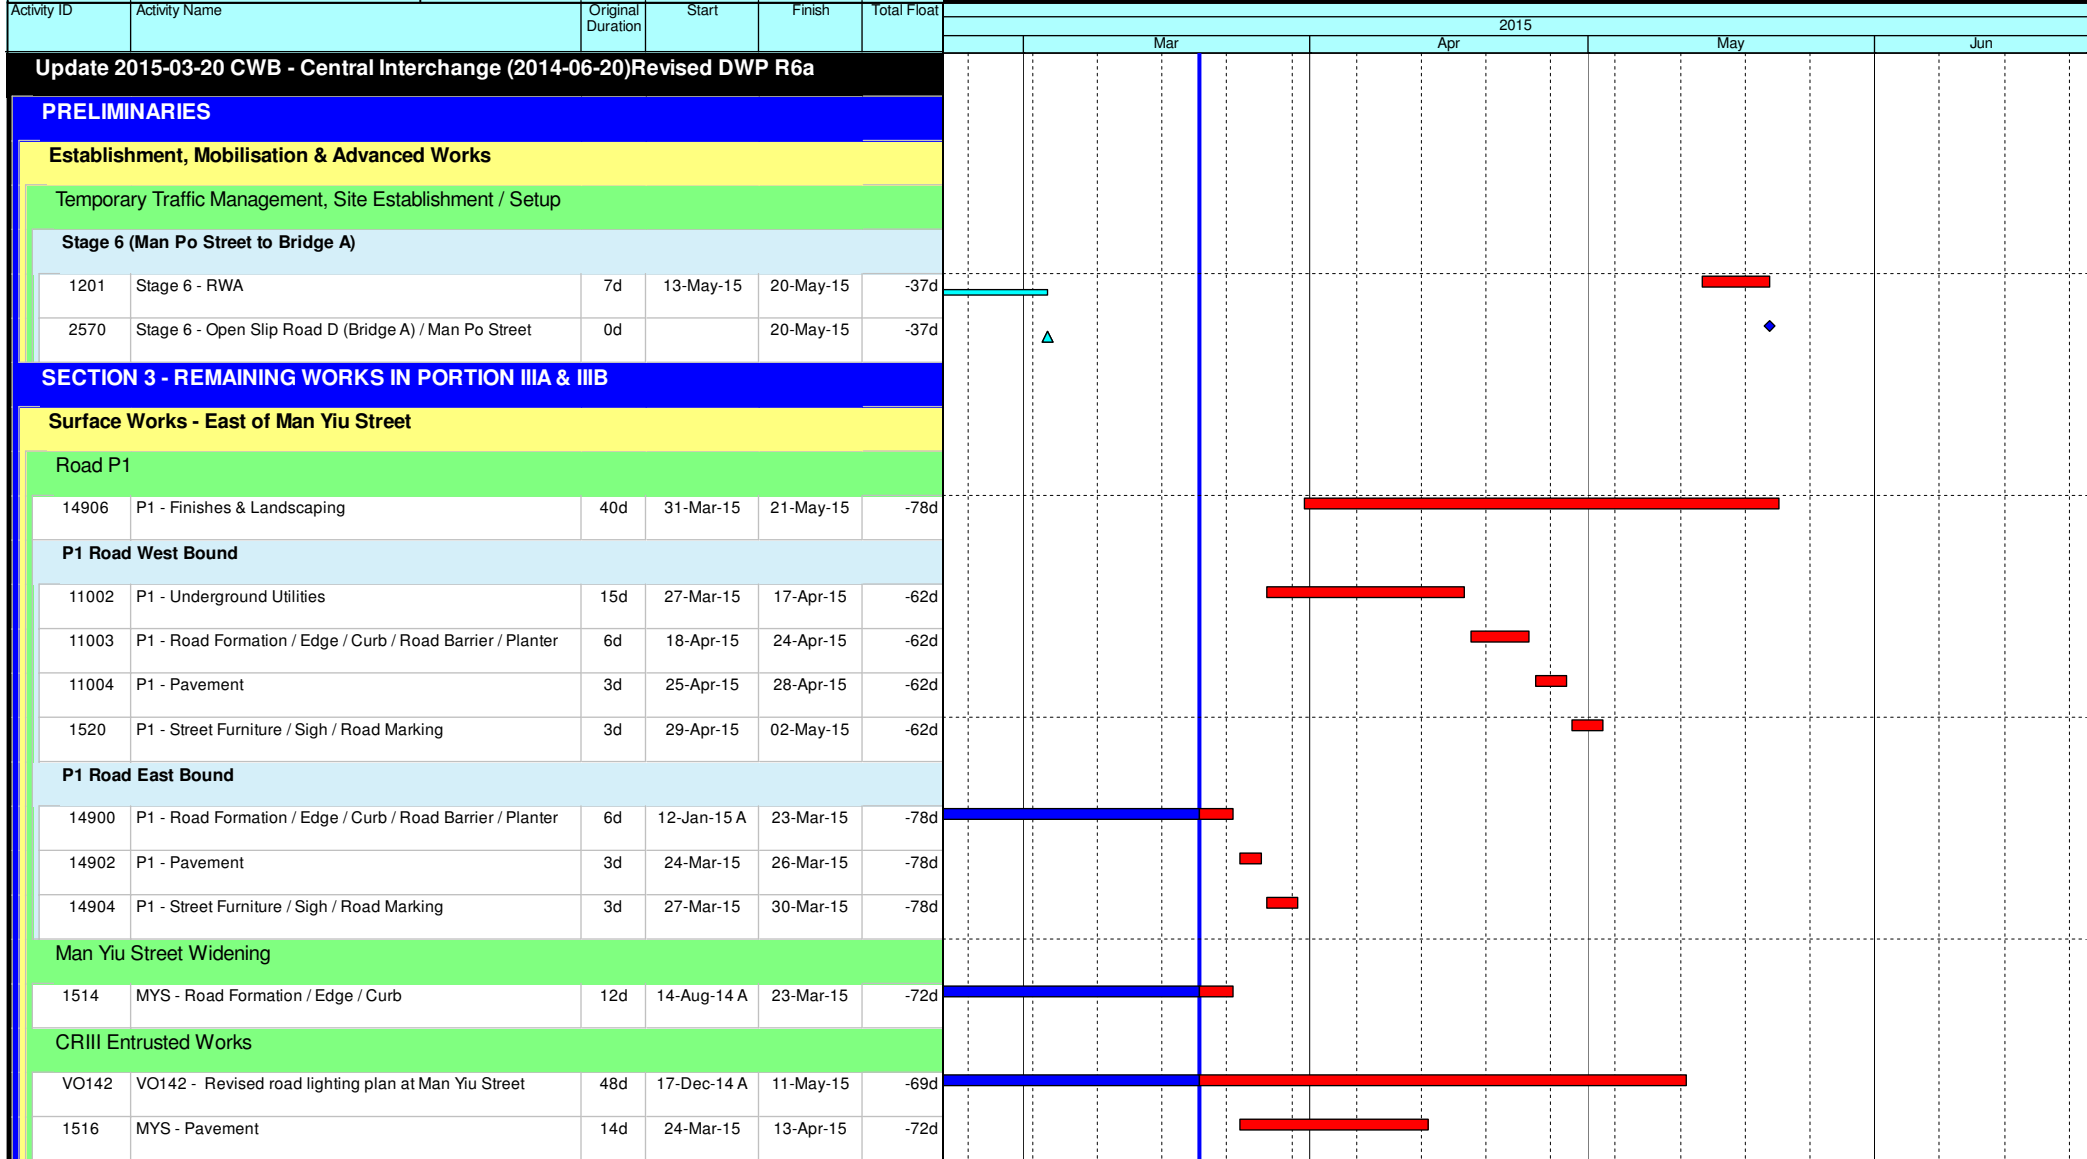 Activity ID Activity Name Original Duration Start Finish Total Float
2015
Mar Apr May Jun
Update 2015-03-20 CWB - Central Interchange (2014-06-20)Revised DWP R6a
PRELIMINARIES
Establishment, Mobilisation & Advanced Works
Temporary Traffic Management, Site Establishment / Setup
Stage 6 (Man Po Street to Bridge A)
1201 Stage 6 - RWA 7d 13-May-15 20-May-15 -37d
2570 Stage 6 - Open Slip Road D (Bridge A) / Man Po Street 0d 20-May-15 -37d
SECTION 3 - REMAINING WORKS IN PORTION IIIA & IIIB
Surface Works - East of Man Yiu Street
Road P1
14906 P1 - Finishes & Landscaping 40d 31-Mar-15 21-May-15 -78d
P1 Road West Bound
11002 P1 - Underground Utilities 15d 27-Mar-15 17-Apr-15 -62d
11003 P1 - Road Formation / Edge / Curb / Road Barrier / Planter 6d 18-Apr-15 24-Apr-15 -62d
11004 P1 - Pavement 3d 25-Apr-15 28-Apr-15 -62d
1520 P1 - Street Furniture / Sigh / Road Marking 3d 29-Apr-15 02-May-15 -62d
P1 Road East Bound
14900 P1 - Road Formation / Edge / Curb / Road Barrier / Planter 6d 12-Jan-15 A 23-Mar-15 -78d
14902 P1 - Pavement 3d 24-Mar-15 26-Mar-15 -78d
14904 P1 - Street Furniture / Sigh / Road Marking 3d 27-Mar-15 30-Mar-15 -78d
Man Yiu Street Widening
1514 MYS - Road Formation / Edge / Curb 12d 14-Aug-14 A 23-Mar-15 -72d
CRIII Entrusted Works
VO142 VO142 - Revised road lighting plan at Man Yiu Street 48d 17-Dec-14 A 11-May-15 -69d
1516 MYS - Pavement 14d 24-Mar-15 13-Apr-15 -72d